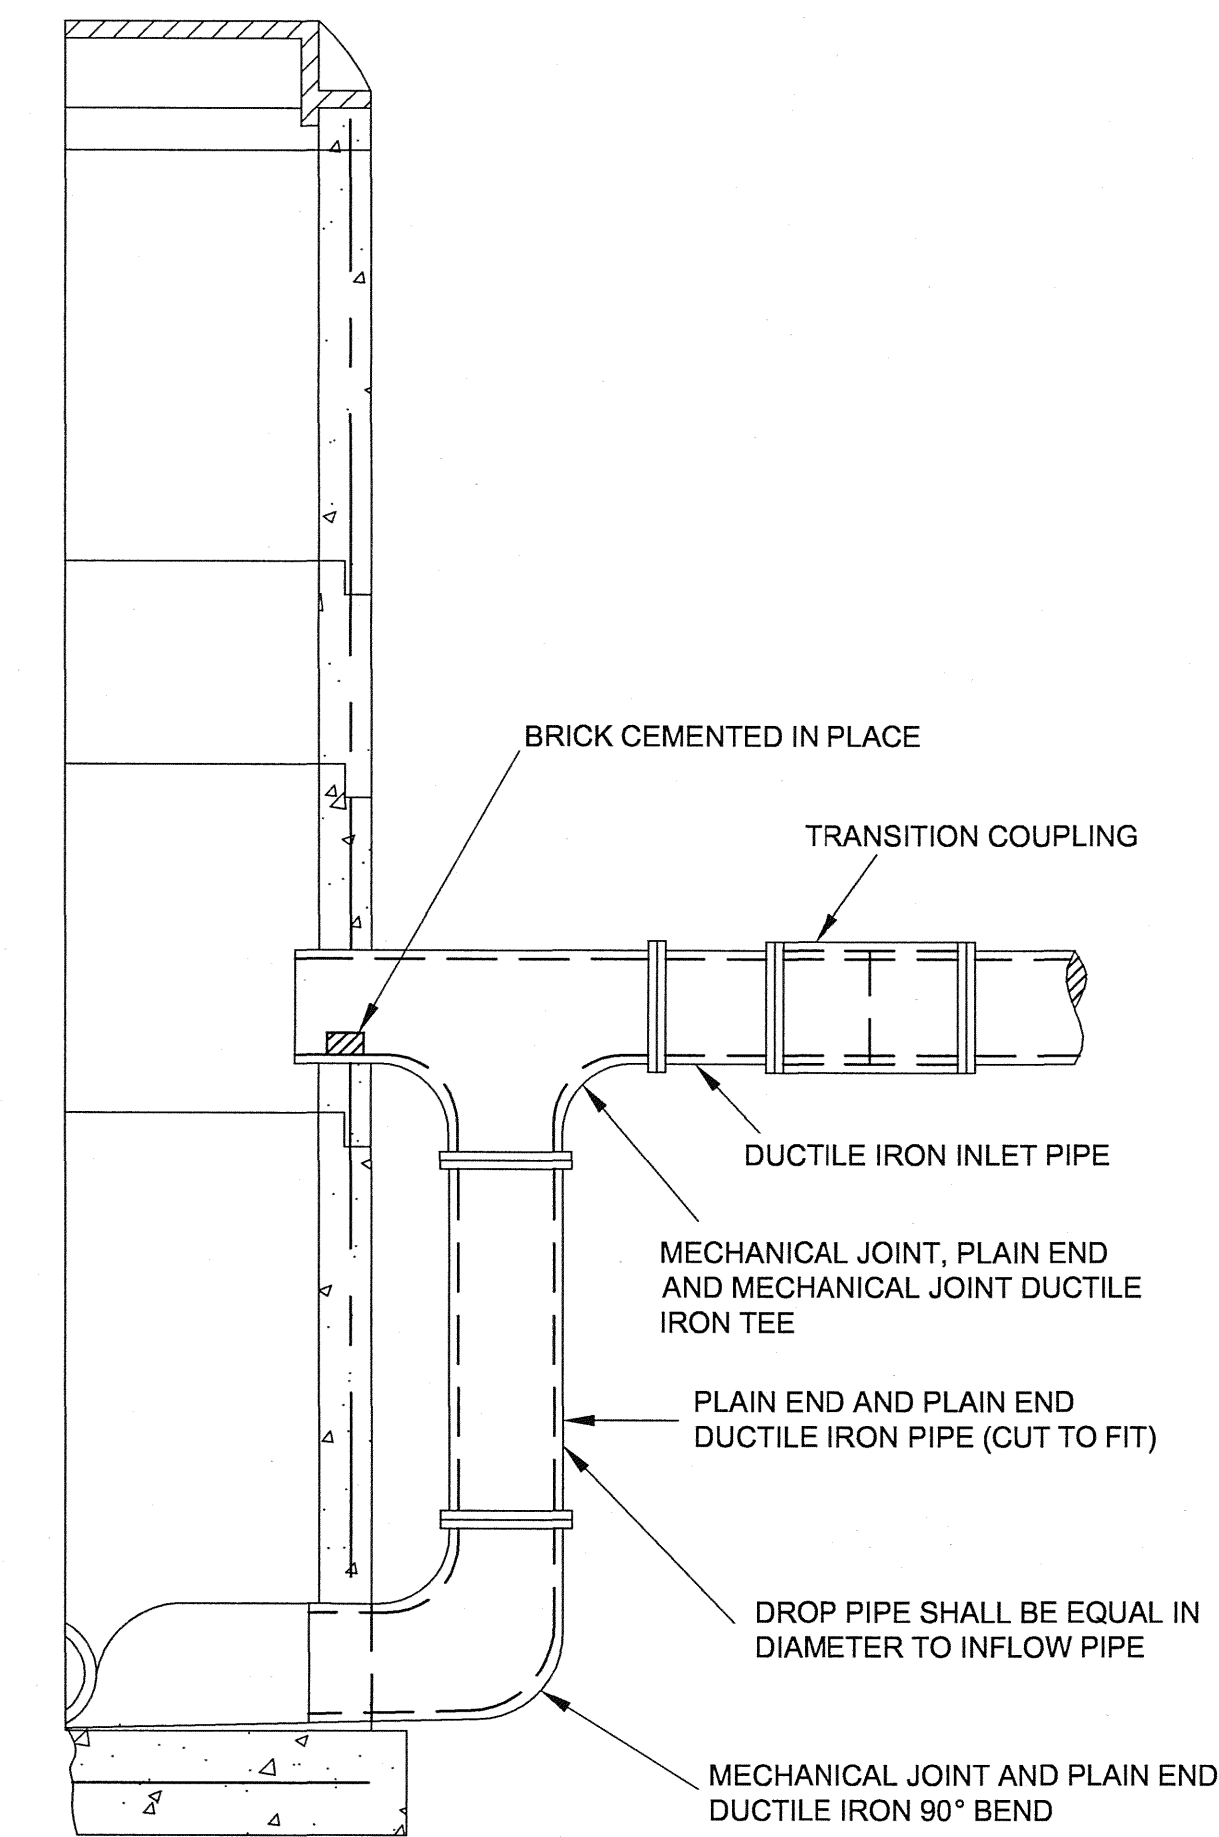 BRICK CEMENTED IN PLACE
TRANSITION COUPLING
DUCTILE IRON INLET PIPE
MECHANICAL JOINT, PLAIN END
AND MECHANICAL JOINT DUCTILE
IRON TEE
PLAIN END AND PLAIN END
DUCTILE IRON PIPE (CUT TO FIT)
DROP PIPE SHALL BE EQUAL IN
DIAMETER TO INFLOW PIPE
MECHANICAL JOINT AND PLAIN END
DUCTILE IRON 90° BEND